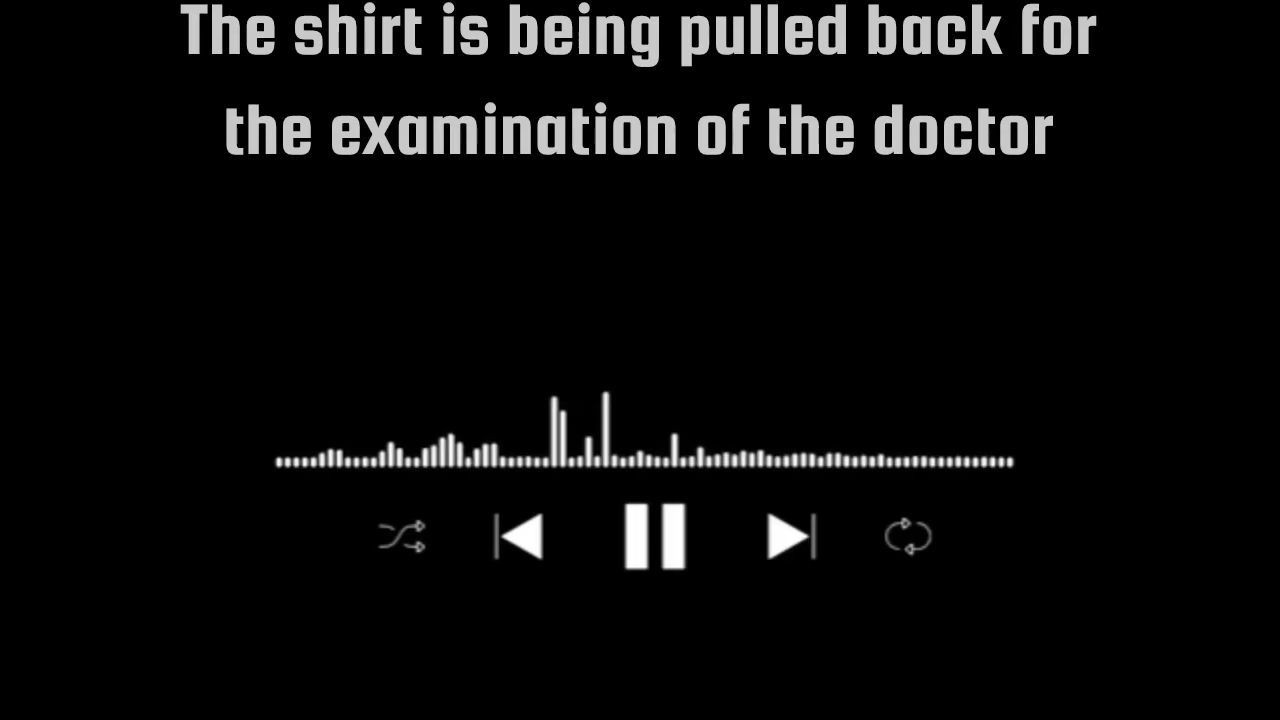 The shirt is being pulled back for
the examination of the doctor